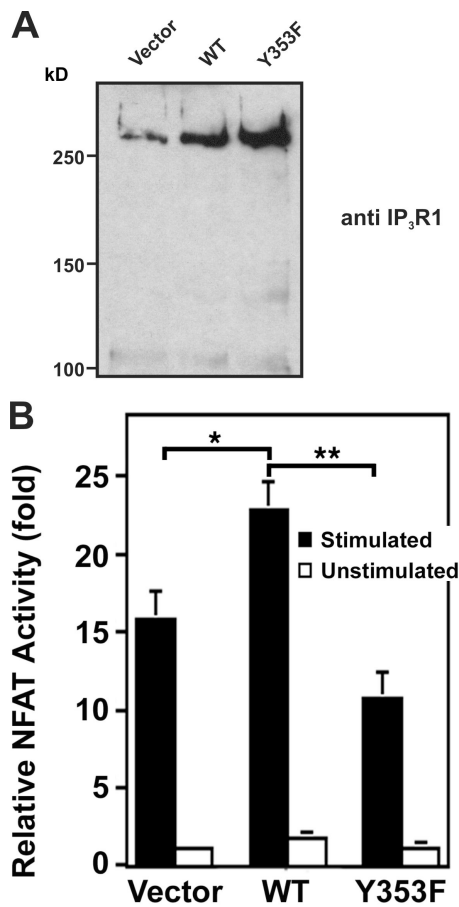 A
Vector WT Y353F
kD
250
150
100
anti IP₃R1
B
Relative NFAT Activity (fold)
* **
25
20
15
10
5
0
Stimulated
Unstimulated
Vector WT Y353F